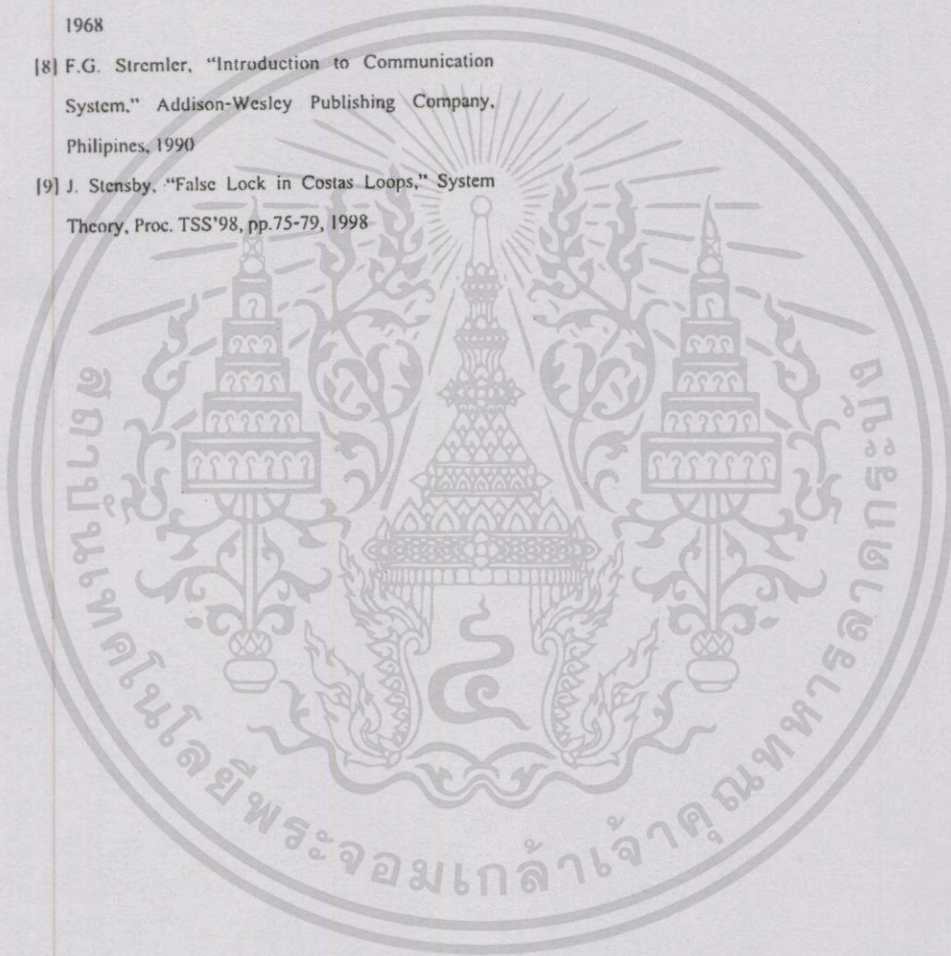 1968
[8] F.G. Stremler, “Introduction to Communication
System.” Addison-Wesley Publishing Company,
Philipines, 1990
[9] J. Stensby, “False Lock in Costas Loops,” System
Theory, Proc. TSS'98, pp.75-79, 1998
สถาบันเทคโนโลยีพระจอมเกล้าเจ้าคุณทหารลาดกระบัง
๔